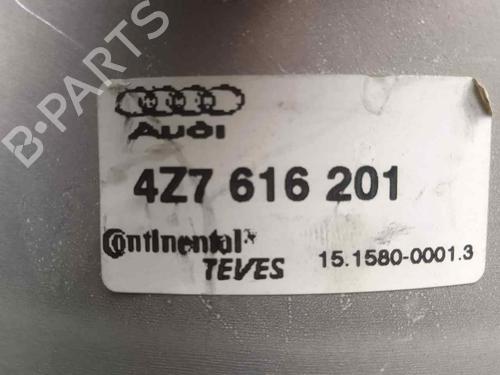 B-PARTS
Audi
4Z7 616 201
Continental
TEVES 15.1580-0001.3